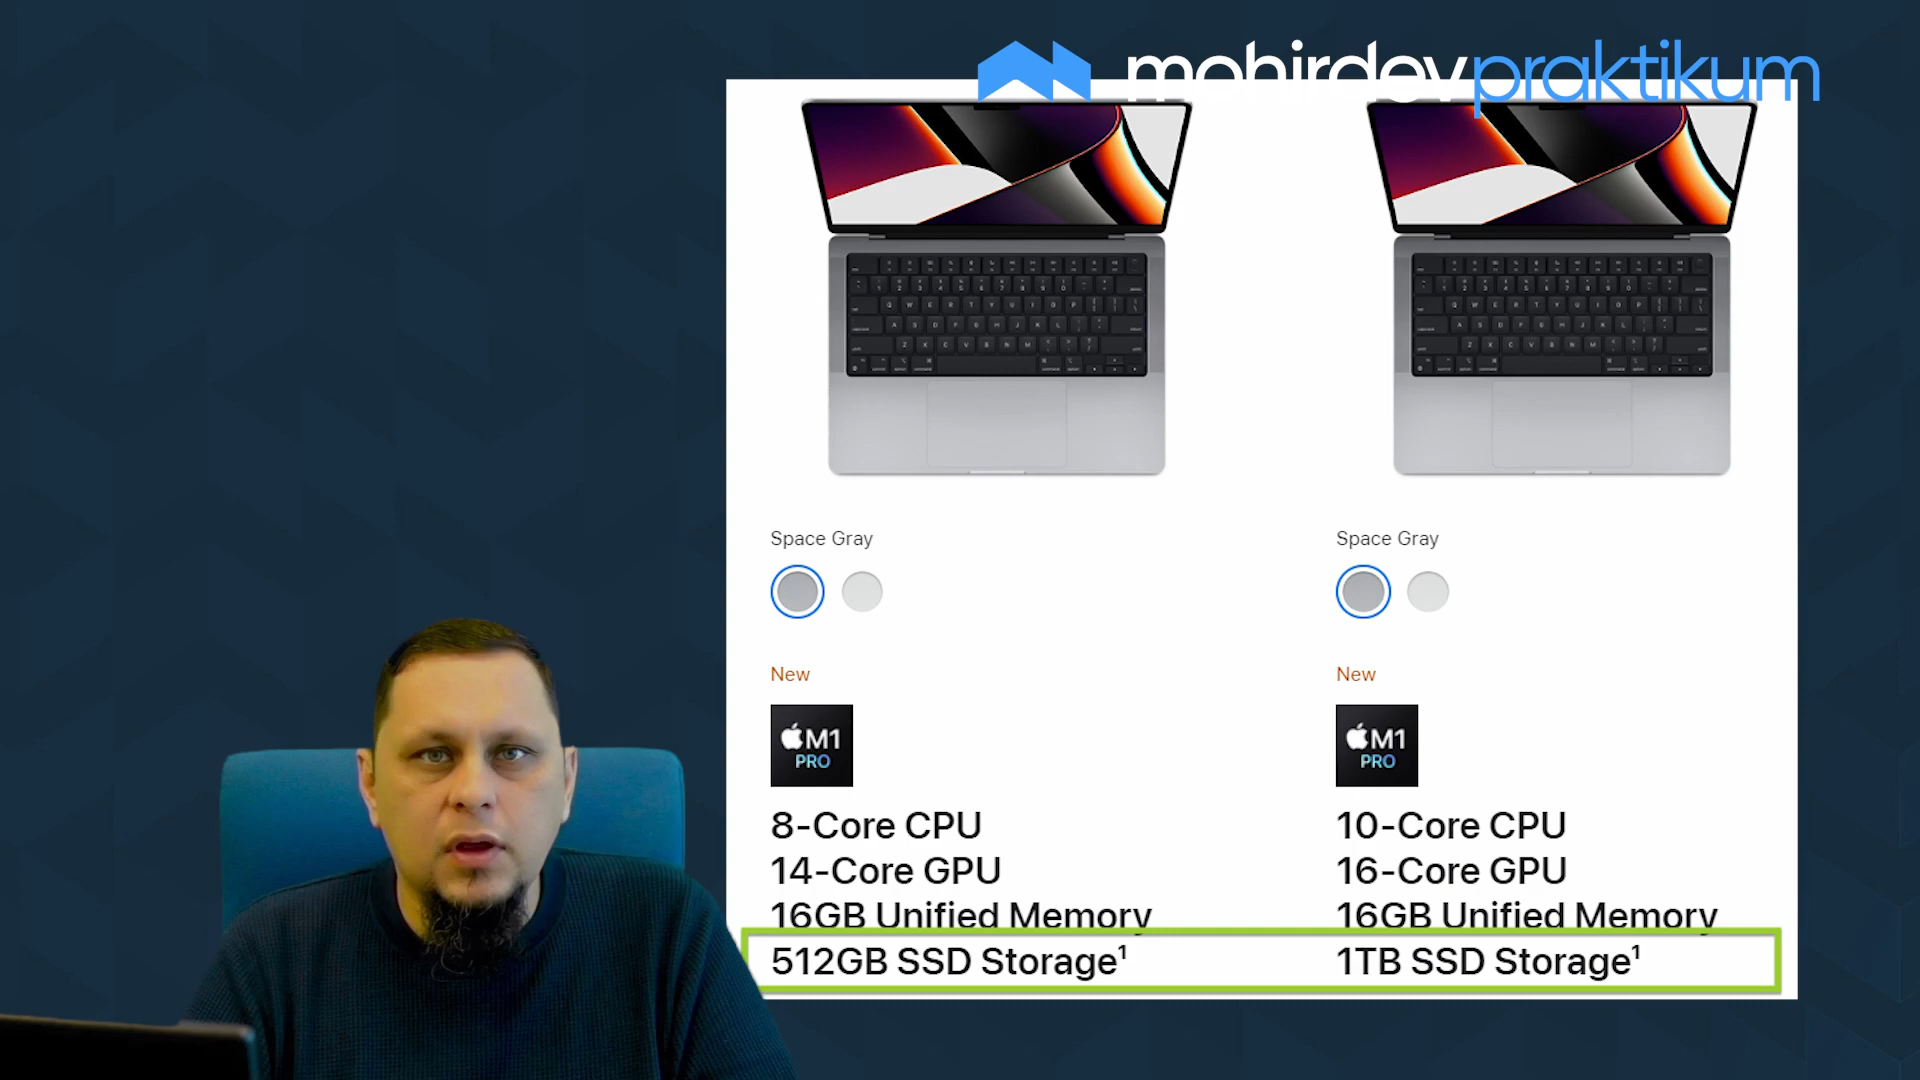 mohirdev praktikum
Space Gray
New
M1
PRO
8-Core CPU
14-Core GPU
16GB Unified Memory
512GB SSD Storage¹
Space Gray
New
M1
PRO
10-Core CPU
16-Core GPU
16GB Unified Memory
1TB SSD Storage¹